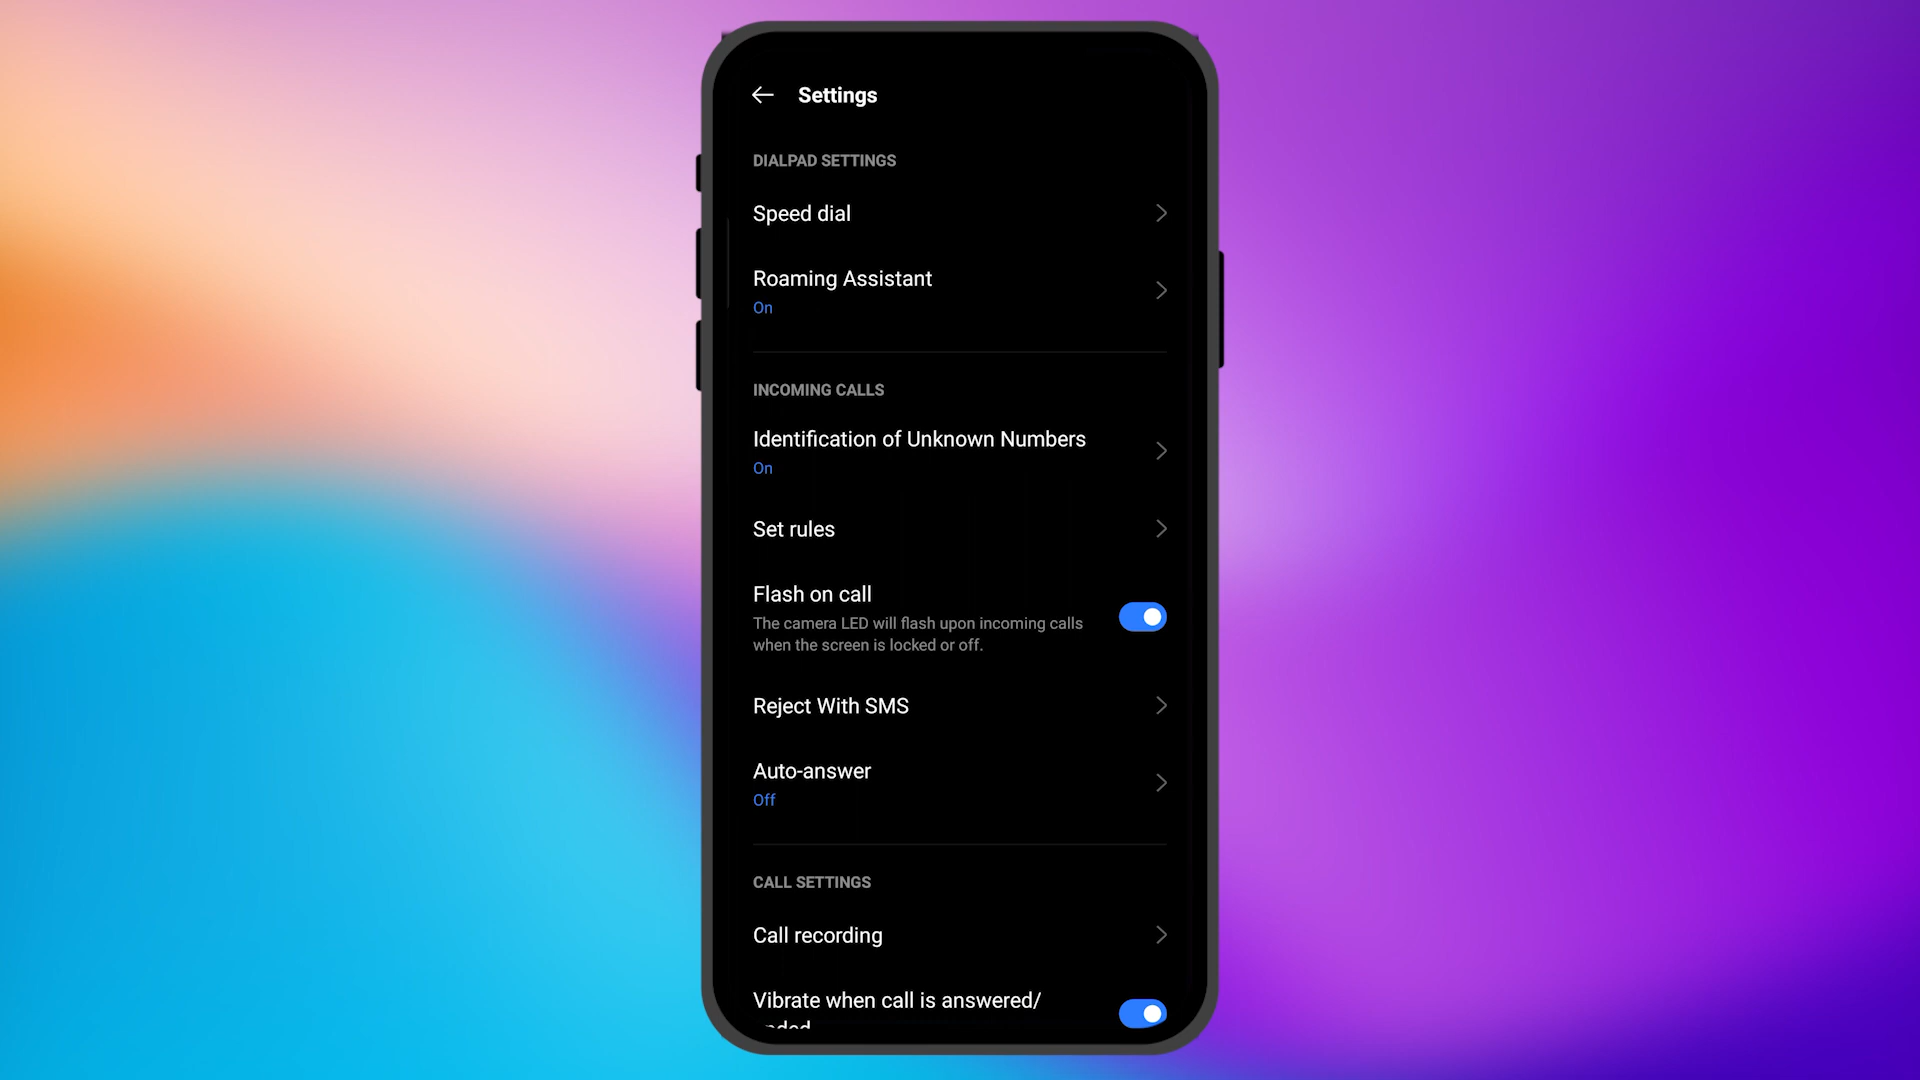 Settings
DIALPAD SETTINGS
Speed dial
Roaming Assistant
On
INCOMING CALLS
Identification of Unknown Numbers
On
Set rules
Flash on call
The camera LED will flash upon incoming calls
when the screen is locked or off.
Reject With SMS
Auto-answer
Off
CALL SETTINGS
Call recording
Vibrate when call is answered/